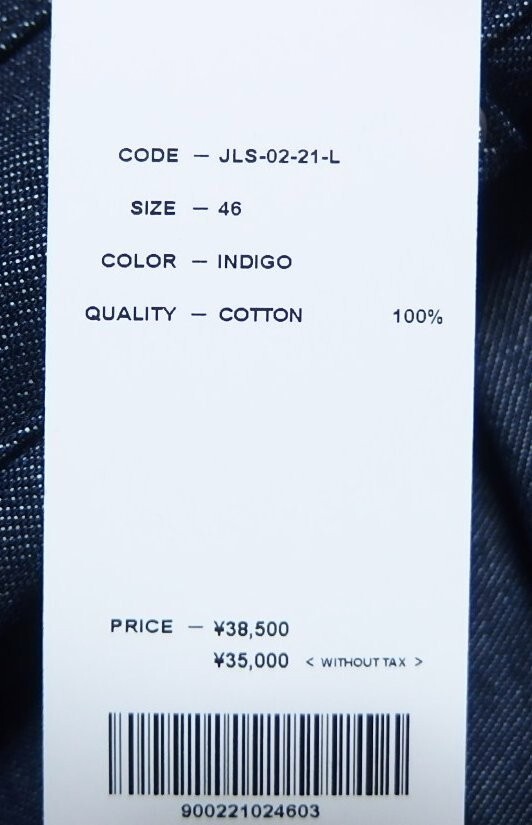 CODE — JLS-02-21-L
SIZE — 46
COLOR — INDIGO
QUALITY — COTTON 100%
PRICE — ¥38,500
¥35,000 < WITHOUT TAX >
900221024603